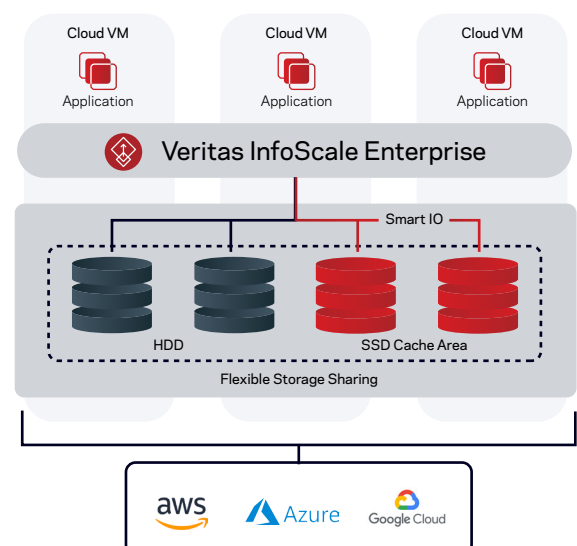 Cloud VM
Cloud VM
Cloud VM
Application
Application
Application
Veritas InfoScale Enterprise
Smart IO
HDD
SSD Cache Area
Flexible Storage Sharing
aws
Azure
Google Cloud